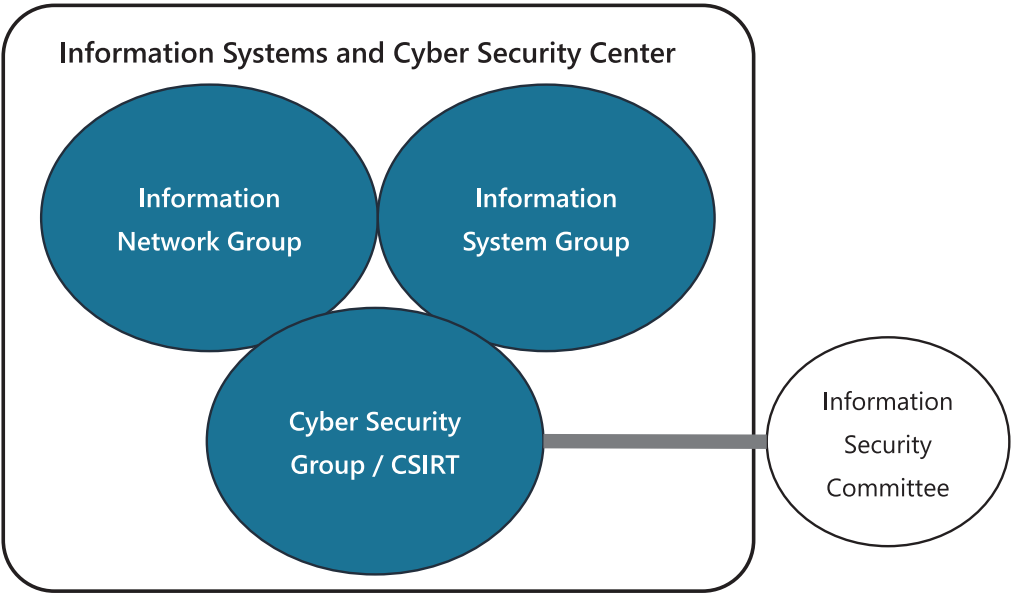 Information Systems and Cyber Security Center
Information
Network Group
Information
System Group
Cyber Security
Group / CSIRT
Information
Security
Committee